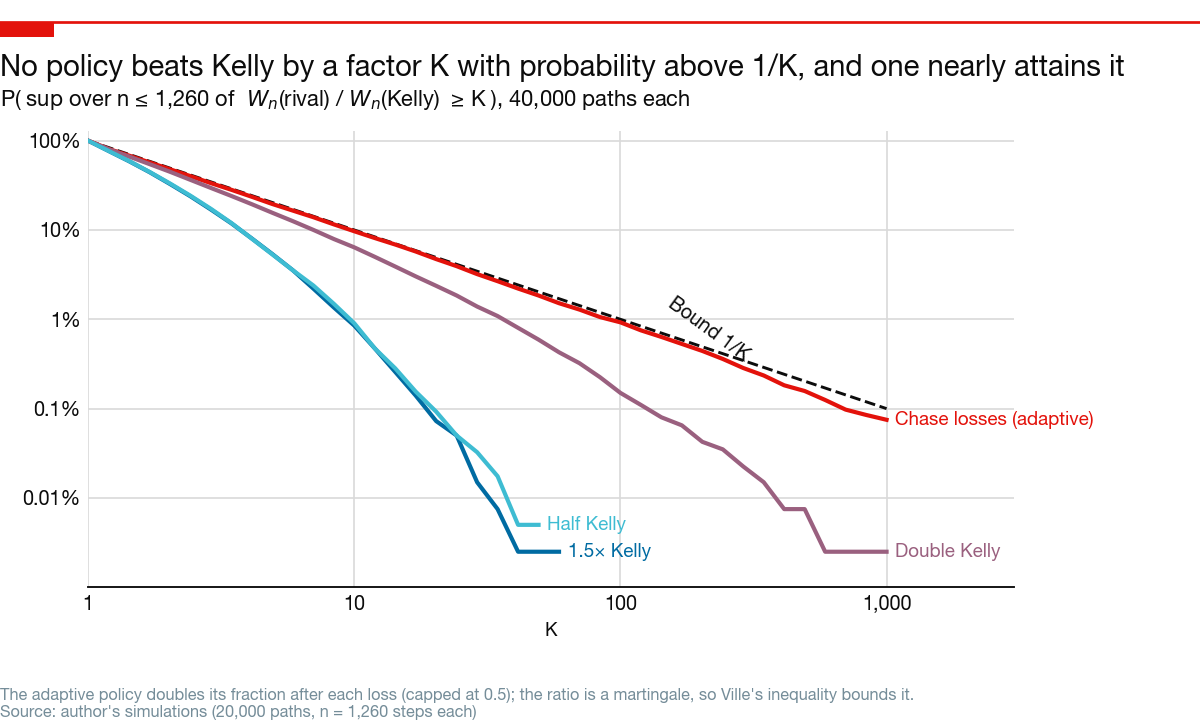 No policy beats Kelly by a factor K with probability above 1/K, and one nearly attains it
P( sup over n ≤ 1,260 of Wn(rival) / Wn(Kelly) ≥ K ), 40,000 paths each
100%
10%
1%
0.1%
0.01%
Bound 1/K
Chase losses (adaptive)
Half Kelly
1.5× Kelly
Double Kelly
1
10
100
1,000
K
The adaptive policy doubles its fraction after each loss (capped at 0.5); the ratio is a martingale, so Ville's inequality bounds it.
Source: author's simulations (20,000 paths, n = 1,260 steps each)